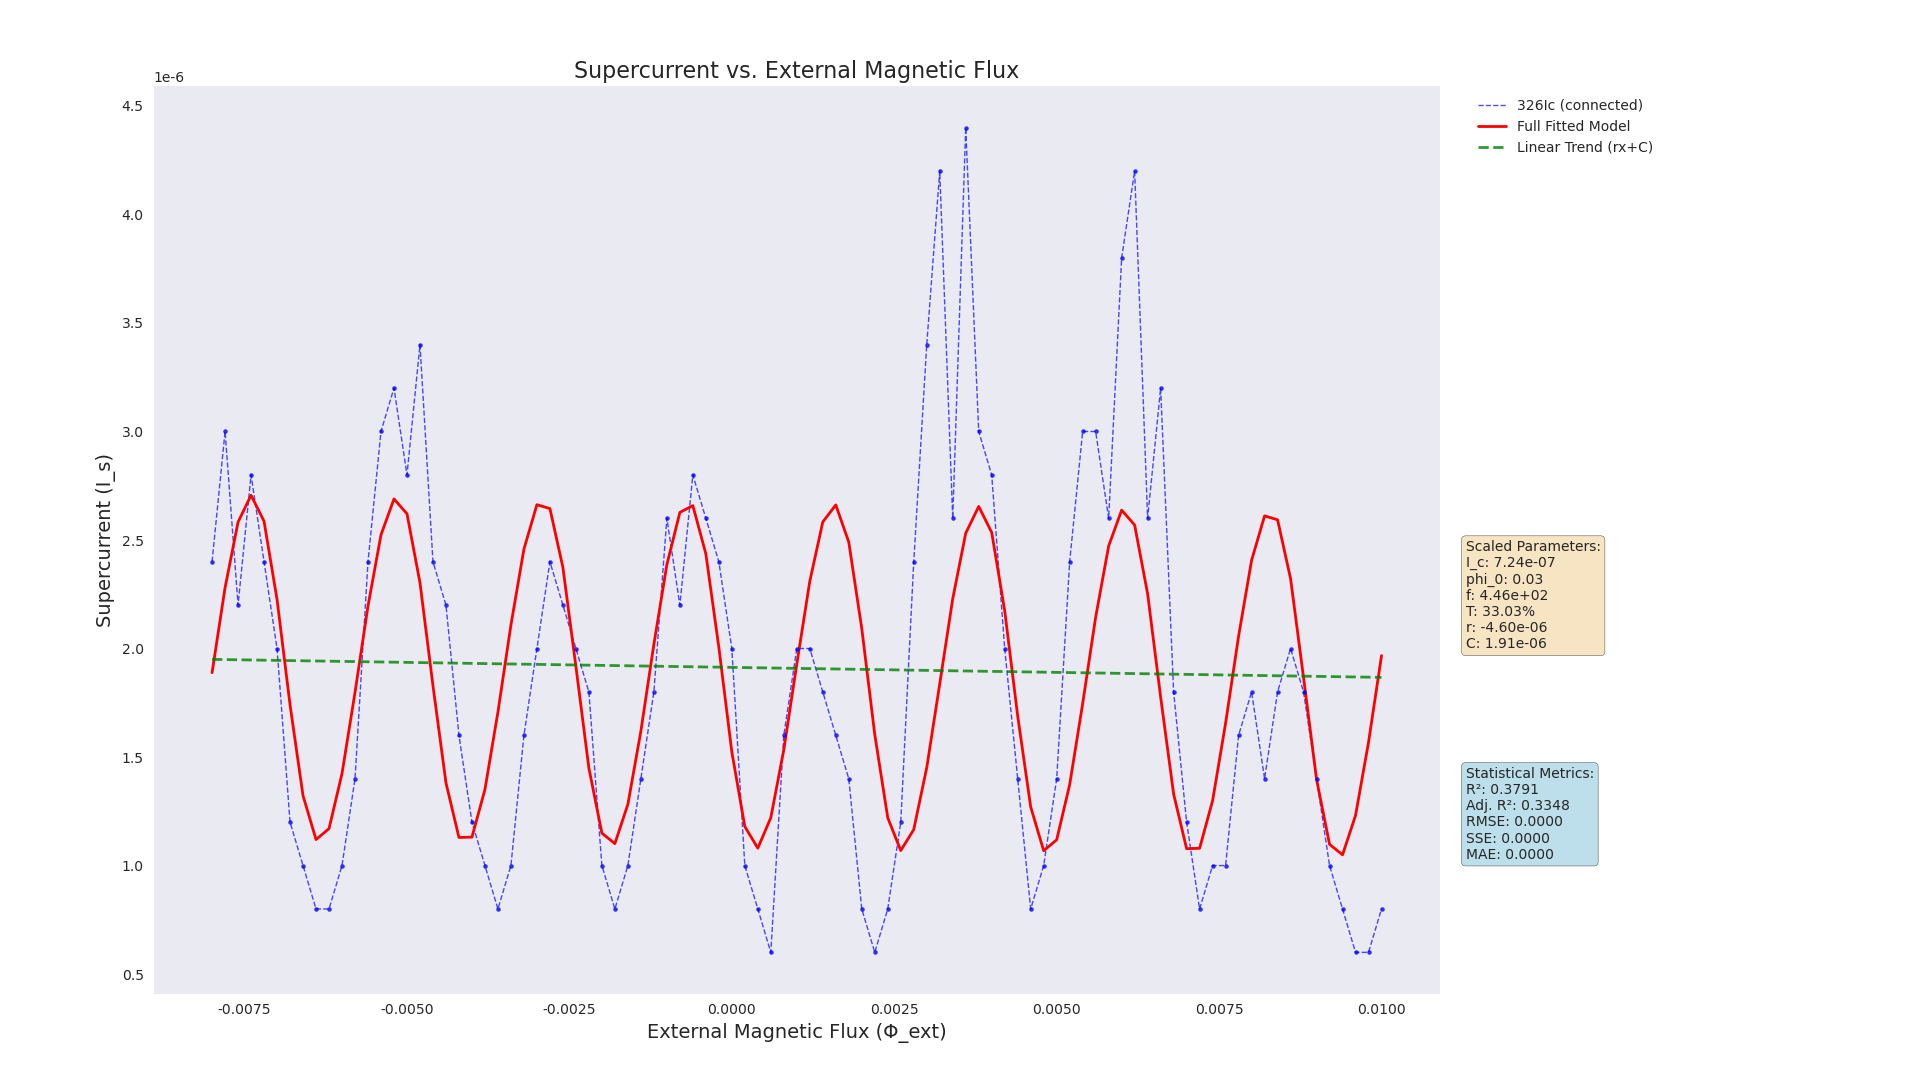 Supercurrent vs. External Magnetic Flux
1e-6
4.5
4.0
3.5
3.0
2.5
2.0
1.5
1.0
0.5
Supercurrent (I_s)
-0.0075
-0.0050
-0.0025
0.0000
0.0025
0.0050
0.0075
0.0100
External Magnetic Flux (Φ_ext)
326Ic (connected)
Full Fitted Model
Linear Trend (rx+C)
Scaled Parameters:
I_c: 7.24e-07
phi_0: 0.03
f: 4.46e+02
T: 33.03%
r: -4.60e-06
C: 1.91e-06
Statistical Metrics:
R²: 0.3791
Adj. R²: 0.3348
RMSE: 0.0000
SSE: 0.0000
MAE: 0.0000